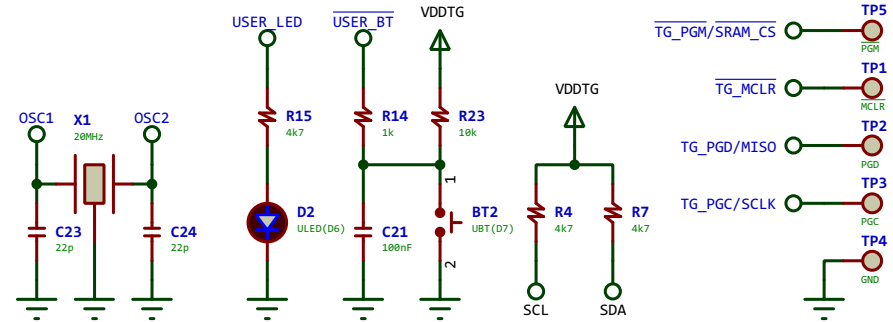 OSC1
X1
20MHz
OSC2
C23
22p
C24
22p
USER_LED
R15
4k7
D2
ULED(D6)
USER_BT
VDDTG
R14
1k
R23
10k
C21
100nF
1
BT2
UBT(D7)
2
VDDTG
R4
4k7
R7
4k7
SCL
SDA
TG_PGM/SRAM_CS
TP5
PGM
TG_MCLR
TP1
MCLR
TG_PGD/MISO
TP2
PGD
TG_PGC/SCLK
TP3
PGC
TP4
GND